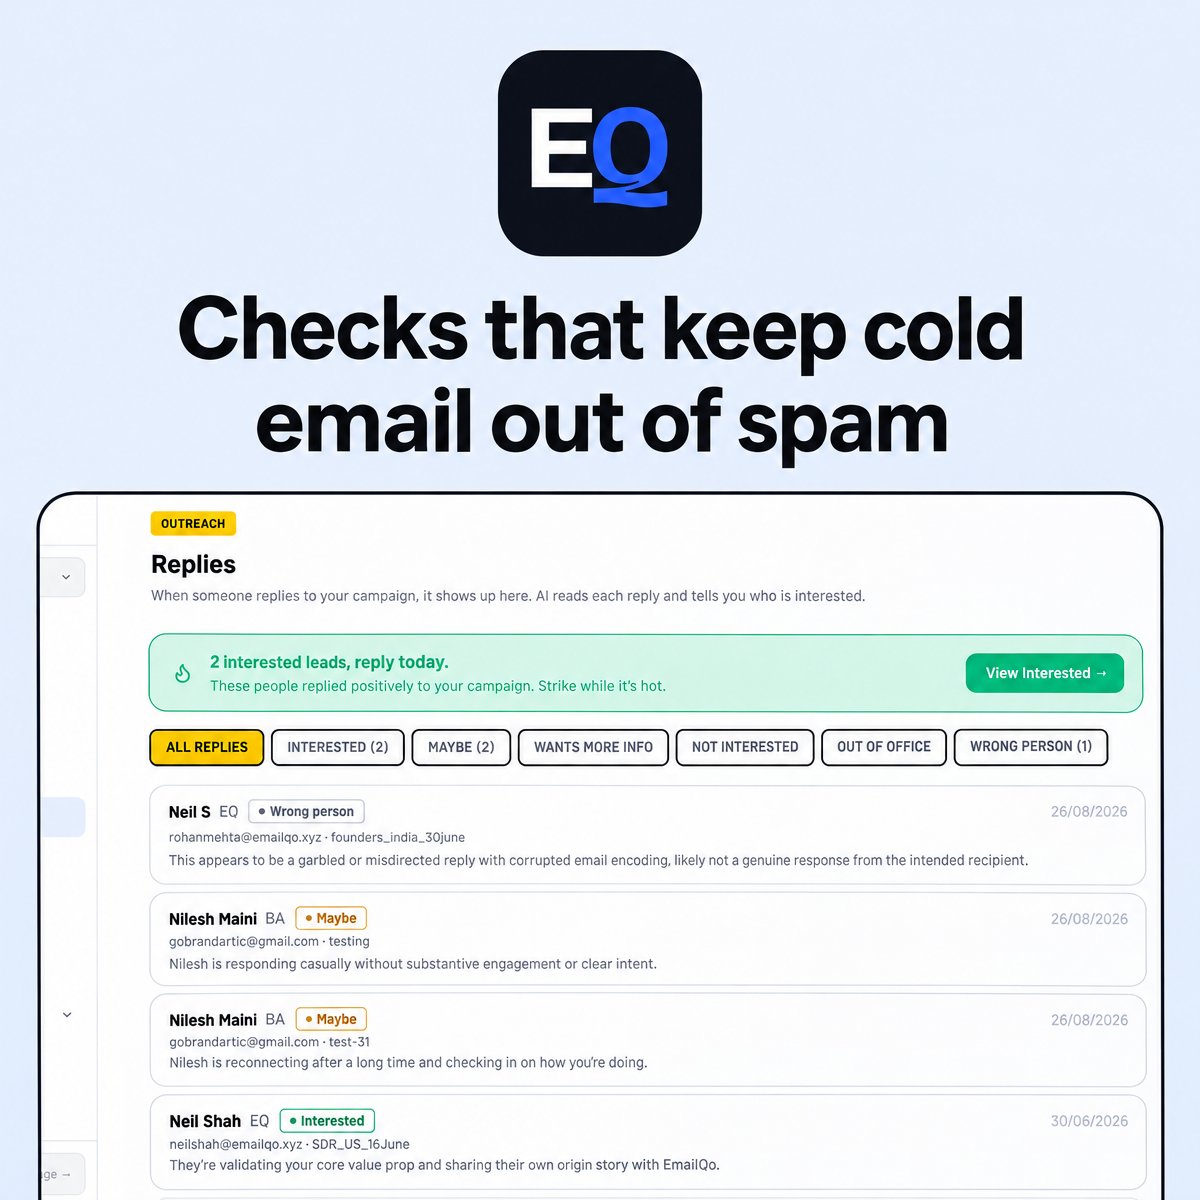 EQ
Checks that keep cold
email out of spam
OUTREACH
Replies
When someone replies to your campaign, it shows up here. AI reads each reply and tells you who is interested.
2 interested leads, reply today.
These people replied positively to your campaign. Strike while it's hot.
View Interested →
ALL REPLIES INTERESTED (2) MAYBE (2) WANTS MORE INFO NOT INTERESTED OUT OF OFFICE WRONG PERSON (1)
Neil S EQ • Wrong person 26/08/2026
rohanmehta@emailqo.xyz · founders_india_30june
This appears to be a garbled or misdirected reply with corrupted email encoding, likely not a genuine response from the intended recipient.
Nilesh Maini BA • Maybe 26/08/2026
gobrandartic@gmail.com · testing
Nilesh is responding casually without substantive engagement or clear intent.
Nilesh Maini BA • Maybe 26/08/2026
gobrandartic@gmail.com · test-31
Nilesh is reconnecting after a long time and checking in on how you're doing.
Neil Shah EQ • Interested 30/06/2026
neilshah@emailqo.xyz · SDR_US_16June
They're validating your core value prop and sharing their own origin story with EmailQo.
ge →